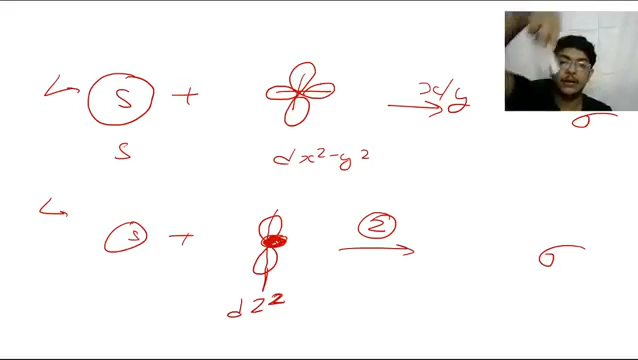 S + x/y σ
S dx²-y²
S + Σ σ
dZ²